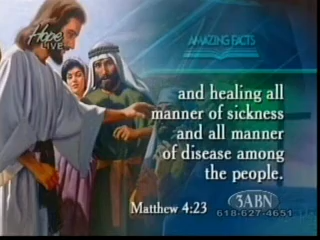 Hope
LIVE
AMAZING FACTS
and healing all
manner of sickness
and all manner
of disease among
the people.
Matthew 4:23
3ABN
618-627-4651